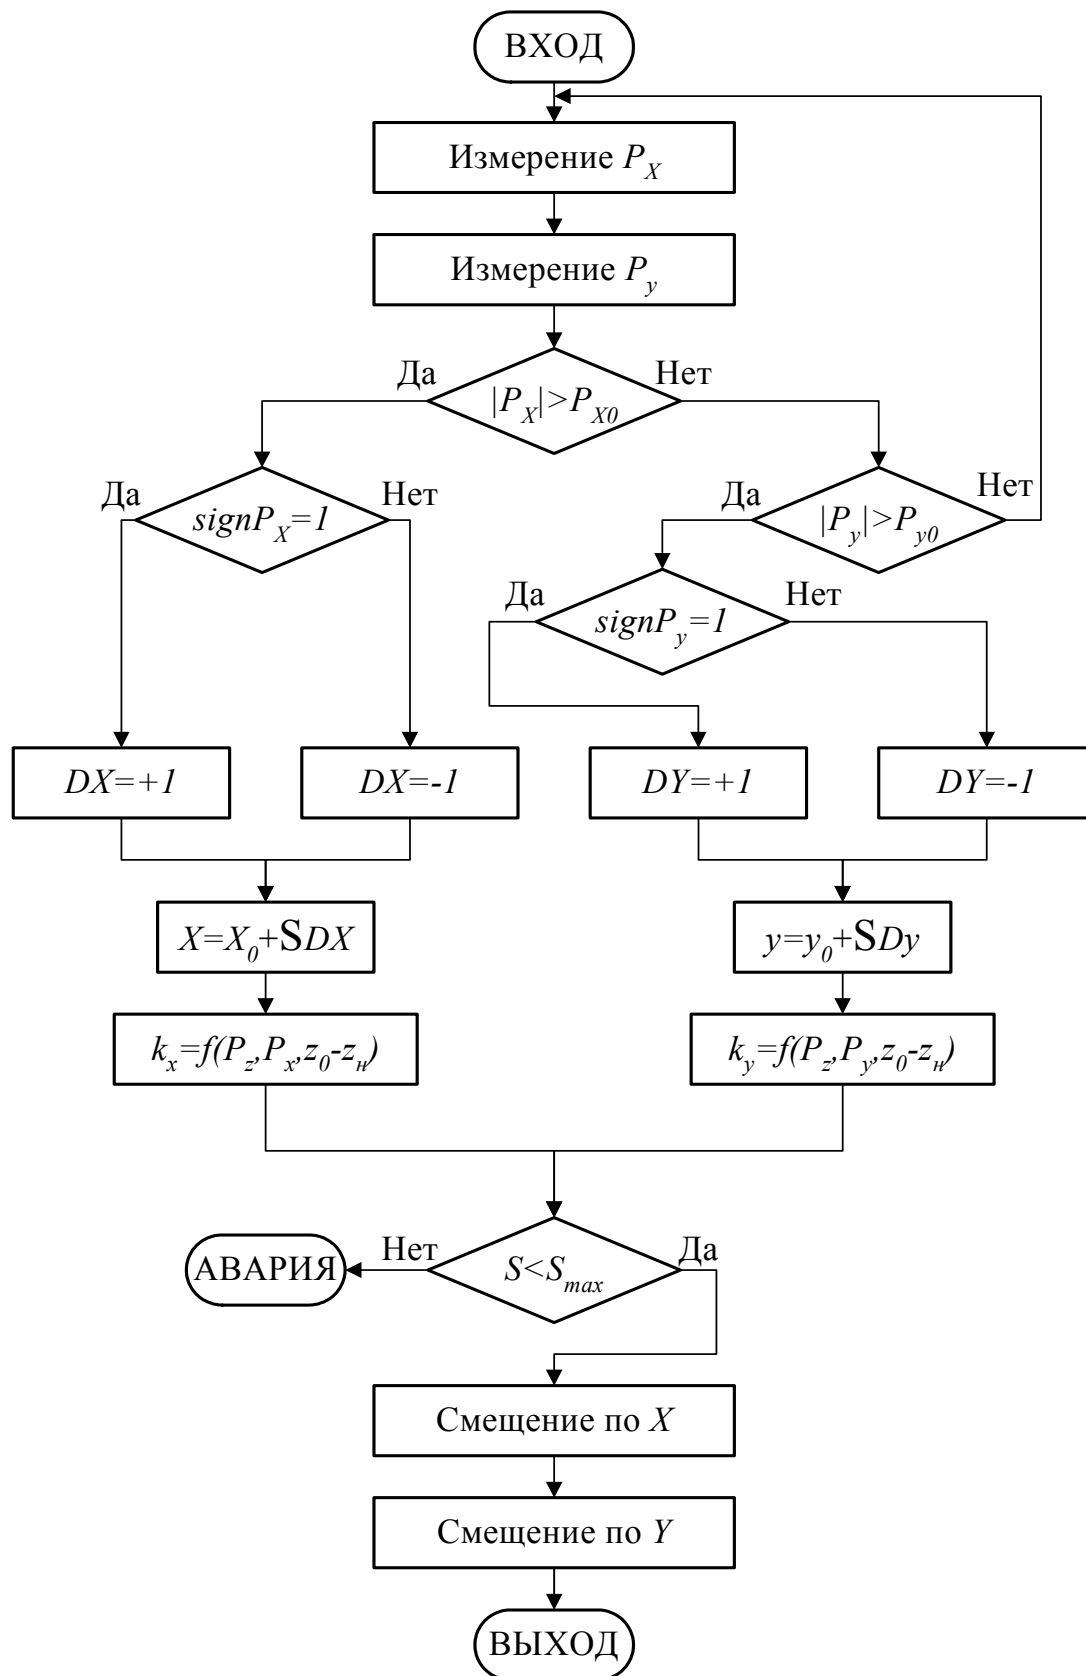 ВХОД
Измерение P_X
Измерение P_y
Да
Нет
|P_X|>P_X0
Да
Нет
signP_X=1
Да
Нет
|P_y|>P_y0
Да
Нет
signP_y=1
DX=+1
DX=-1
DY=+1
DY=-1
X=X_0+SDX
y=y_0+SDy
k_x=f(P_z,P_x,z_0-z_н)
k_y=f(P_z,P_y,z_0-z_н)
Нет
Да
АВАРИЯ
S<S_max
Смещение по X
Смещение по Y
ВЫХОД